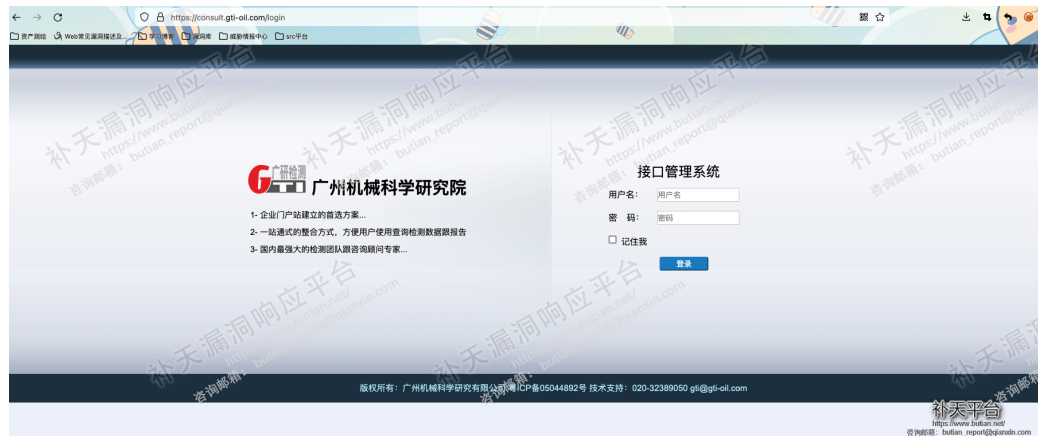 https://consult.gti-oil.com/login
资产测绘 Web常见漏洞描述及... 学习博客 漏洞库 威胁情报中心 src平台
广研检测
GTI 广州机械科学研究院
1- 企业门户站建立的首选方案...
2- 一站通式的整合方式，方便用户使用查询检测数据跟报告
3- 国内最强大的检测团队跟咨询顾问专家...
接口管理系统
用户名： 用户名
密 码： 密码
记住我
登录
版权所有：广州机械科学研究有限公司 粤ICP备05044892号 技术支持：020-32389050 gti@gti-oil.com
补天漏洞响应平台
https://www.butian.net/
咨询邮箱：butian_report@qianxin.com
补天平台
https://www.butian.net/
咨询邮箱：butian_report@qianxin.com